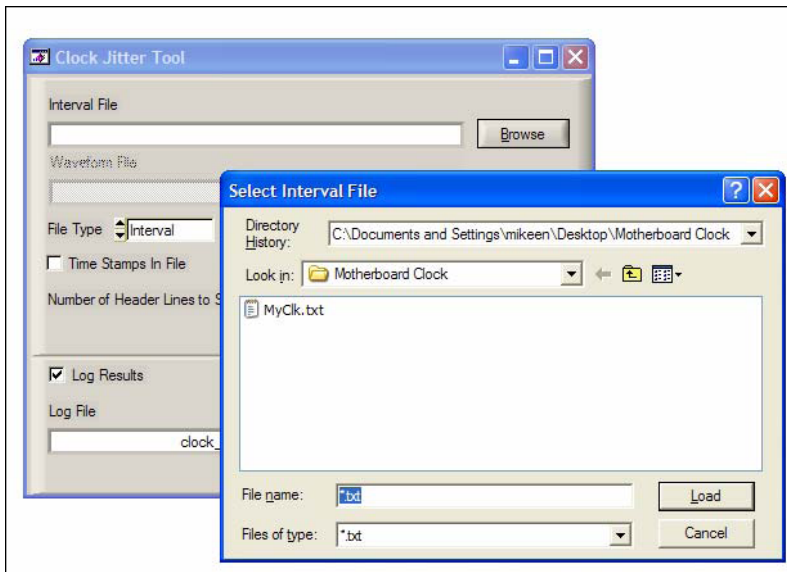 Clock Jitter Tool
Interval File
Browse
Waveform File
File Type Interval
Time Stamps In File
Number of Header Lines to S
Log Results
Log File
clock_
Select Interval File
Directory History: C:\Documents and Settings\mikeen\Desktop\Motherboard Clock
Look in: Motherboard Clock
MyClk.txt
File name: *.txt
Load
Files of type: *.txt
Cancel